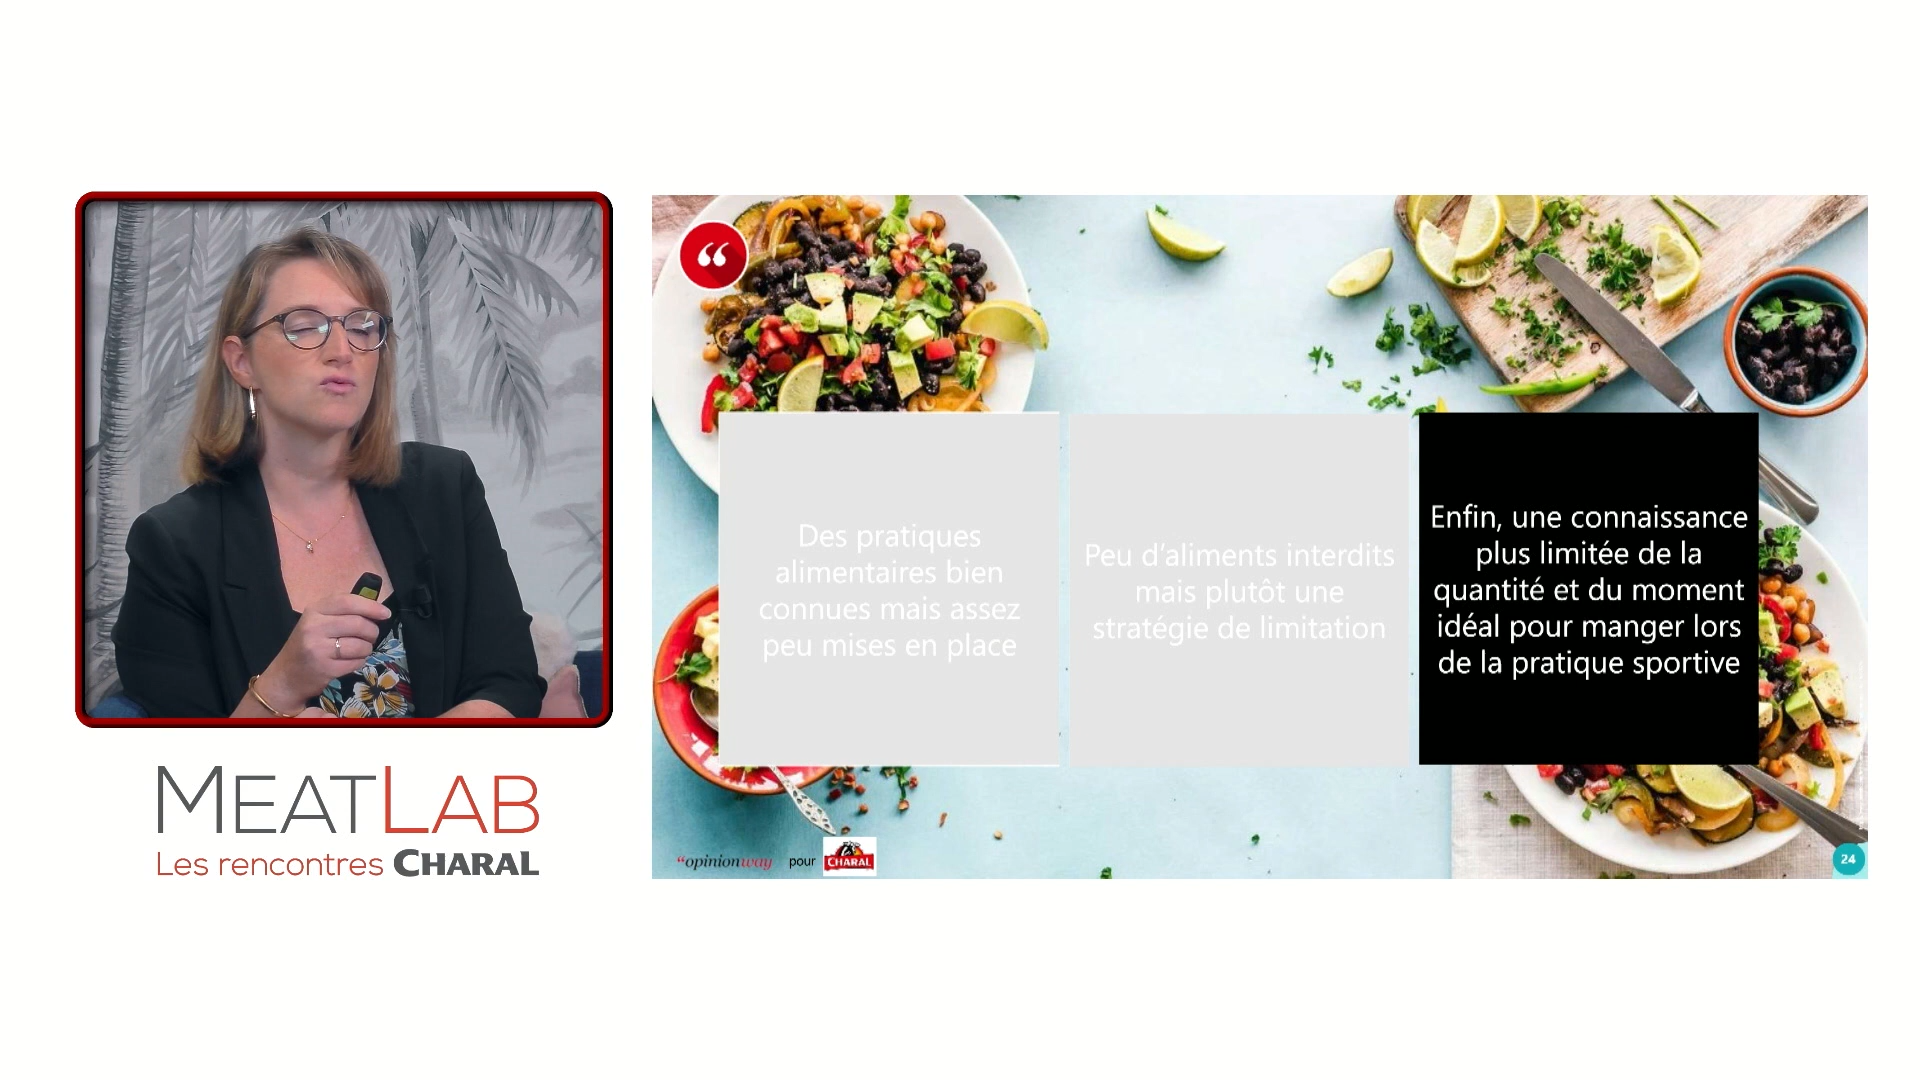 MEATLAB
Les rencontres CHARAL
“
Des pratiques
alimentaires bien
connues mais assez
peu mises en place
Peu d’aliments interdits
mais plutôt une
stratégie de limitation
Enfin, une connaissance
plus limitée de la
quantité et du moment
idéal pour manger lors
de la pratique sportive
“opinionway pour CHARAL
24